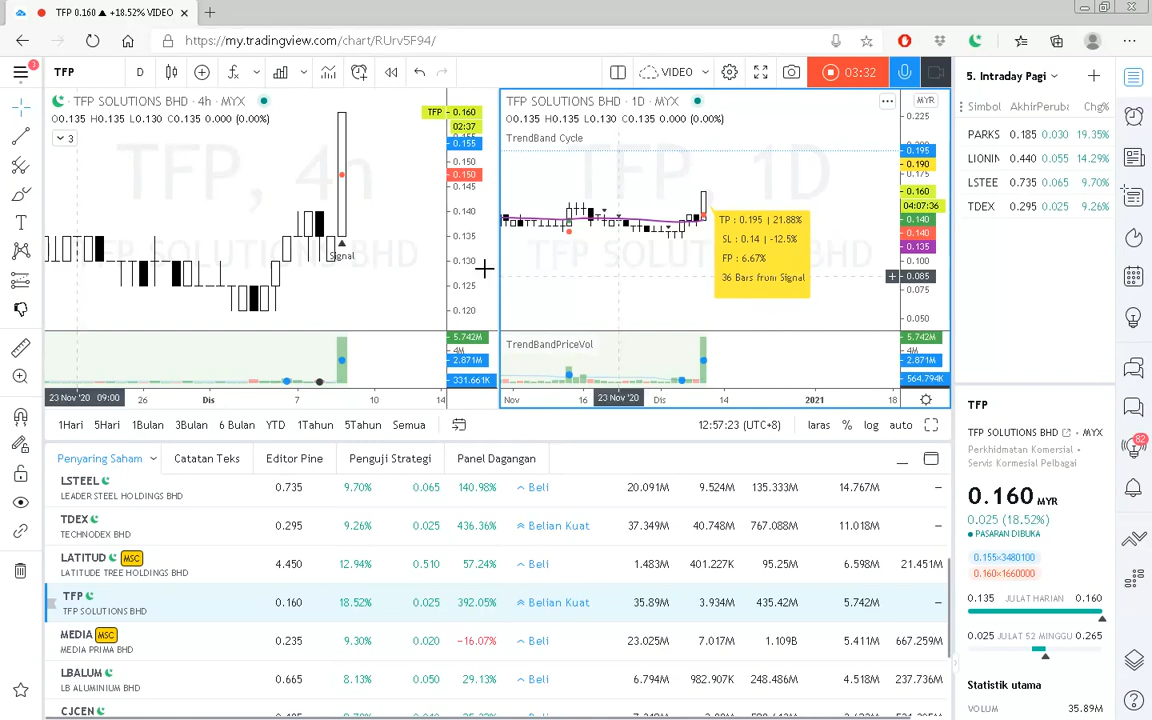 TFP 0.160 ▲ +18.52% VIDEO
https://my.tradingview.com/chart/RUrv5F94/
3
TFP
D
VIDEO
03:32
5. Intraday Pagi
TFP SOLUTIONS BHD · 4h · MYX
O0.135 H0.135 L0.130 C0.135 0.000 (0.00%)
3
TFP, 4h
TFP SOLUTIONS BHD
Signal
TFP 0.160
02:37
0.155
0.150
0.150
0.145
0.140
0.135
0.130
0.125
0.120
5.742M
4M
2.871M
331.661K
23 Nov '20 09:00
26
Dis
7
10
14
TFP SOLUTIONS BHD · 1D · MYX
MYR
O0.135 H0.135 L0.130 C0.135 0.000 (0.00%)
TrendBand Cycle
TFP, 1D
TFP SOLUTIONS BHD
TP : 0.195 | 21.88%
SL : 0.14 | -12.5%
FP : 6.67%
36 Bars from Signal
0.225
0.195
0.190
0.175
0.160
04:07:36
0.140
0.140
0.135
0.100
0.085
0.075
0.050
TrendBandPriceVol
5.742M
4M
2.871M
564.794K
Nov
16
23 Nov '20
Dis
14
2021
18
Simbol Akhir Peruba Chg%
PARKS 0.185 0.030 19.35%
LIONIN 0.440 0.055 14.29%
LSTEE 0.735 0.065 9.70%
TDEX 0.295 0.025 9.26%
1Hari 5Hari 1Bulan 3Bulan 6 Bulan YTD 1Tahun 5Tahun Semua
12:57:23 (UTC+8) laras % log auto
Penyaring Saham Catatan Teks Editor Pine Penguji Strategi Panel Dagangan
LSTEEL 0.735 9.70% 0.065 140.98% Beli 20.091M 9.524M 135.333M 14.767M –
LEADER STEEL HOLDINGS BHD
TDEX 0.295 9.26% 0.025 436.36% Belian Kuat 37.349M 40.748M 767.088M 11.018M –
TECHNODEX BHD
LATITUD MSC 4.450 12.94% 0.510 57.24% Beli 1.483M 401.227K 95.25M 6.598M 21.451M
LATITUDE TREE HOLDINGS BHD
TFP 0.160 18.52% 0.025 392.05% Belian Kuat 35.89M 3.934M 435.42M 5.742M –
TFP SOLUTIONS BHD
MEDIA MSC 0.235 9.30% 0.020 −16.07% Beli 23.025M 7.017M 1.109B 5.411M 667.259M
MEDIA PRIMA BHD
LBALUM 0.665 8.13% 0.050 29.13% Beli 6.794M 982.907K 248.486M 4.518M 237.736M
LB ALUMINIUM BHD
CJCEN
TFP
TFP SOLUTIONS BHD • MYX
Perkhidmatan Komersial •
Servis Kormesial Pelbagai
0.160 MYR
0.025 (18.52%)
PASARAN DIBUKA
0.155×3480100
0.160×1660000
0.135 JULAT HARIAN 0.160
0.025 JULAT 52 MINGGU 0.265
Statistik utama
VOLUM 35.89M
82